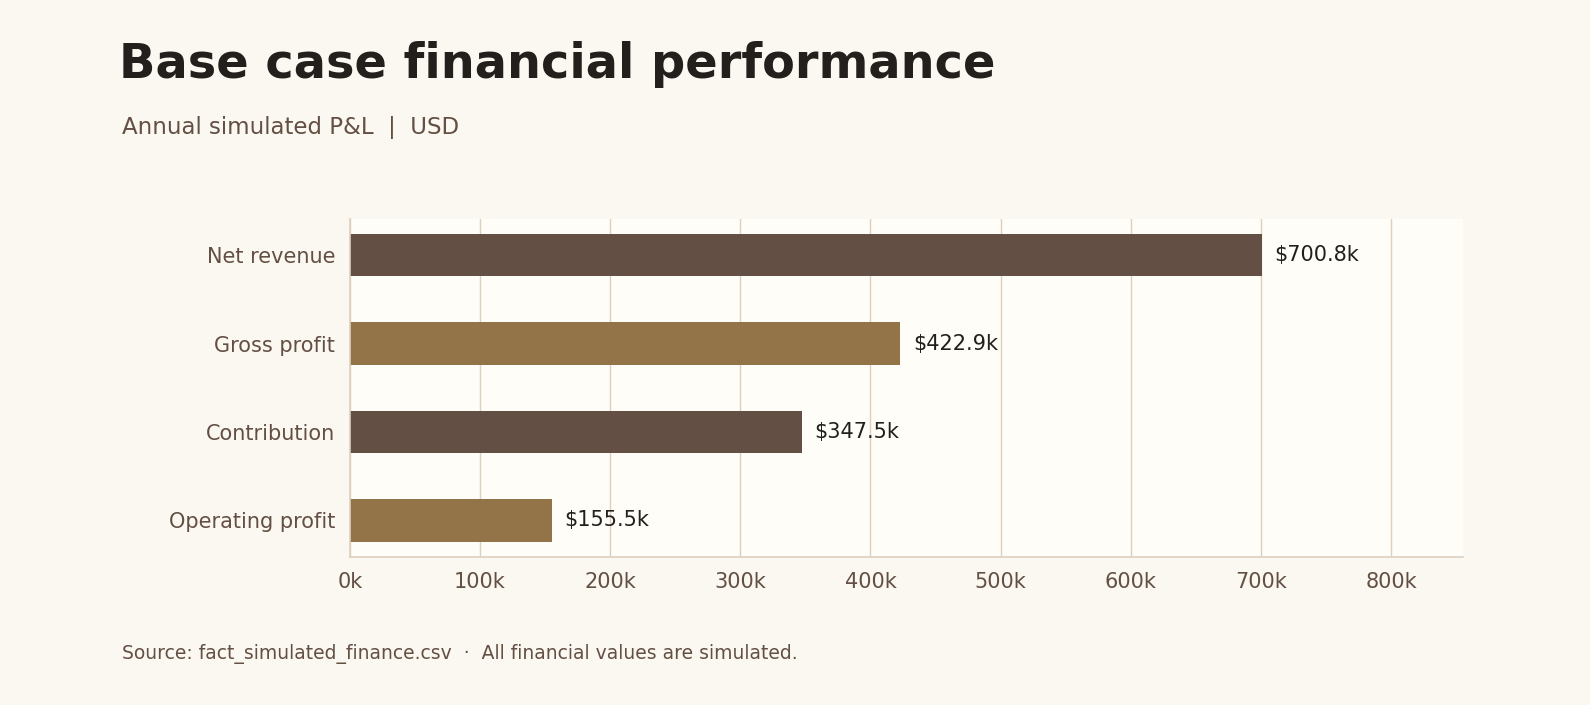 Base case financial performance
Annual simulated P&L | USD
Net revenue $700.8k
Gross profit $422.9k
Contribution $347.5k
Operating profit $155.5k
0k 100k 200k 300k 400k 500k 600k 700k 800k
Source: fact_simulated_finance.csv · All financial values are simulated.